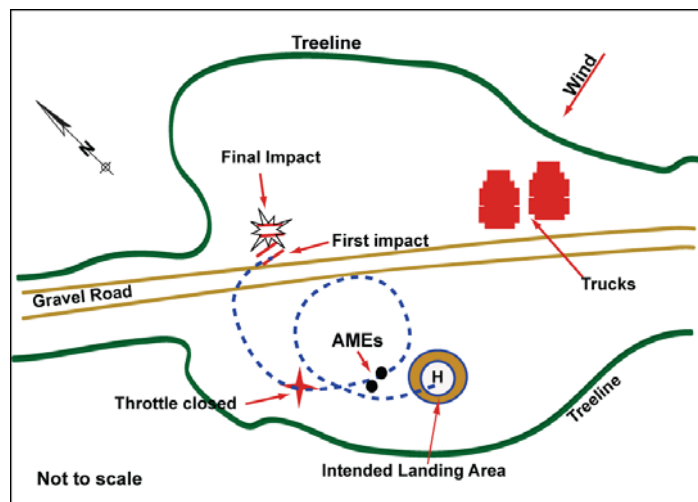 Treeline
Wind
N
Final Impact
First impact
Trucks
Gravel Road
AMEs
H
Throttle closed
Treeline
Intended Landing Area
Not to scale